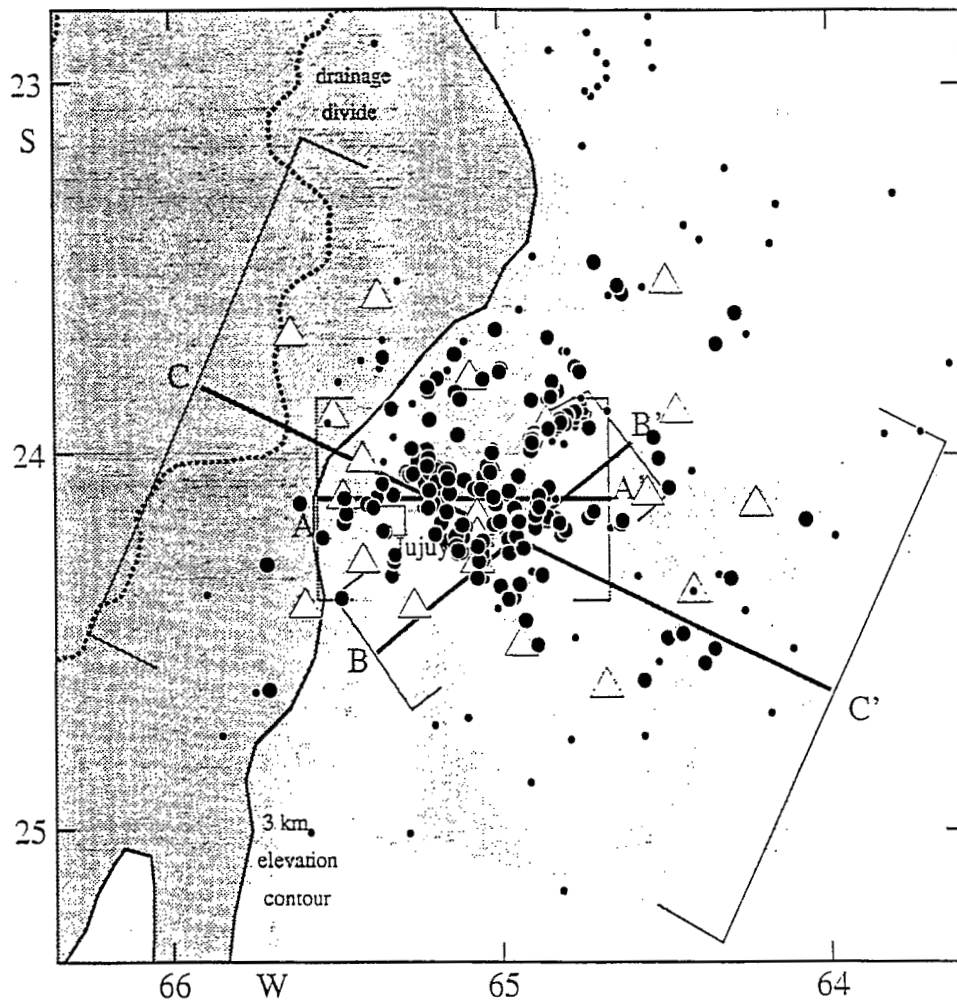 drainage
divide
23
S
C
24
B'
A'
A
Jujuy
B
C'
25
3 km
elevation
contour
66
W
65
64